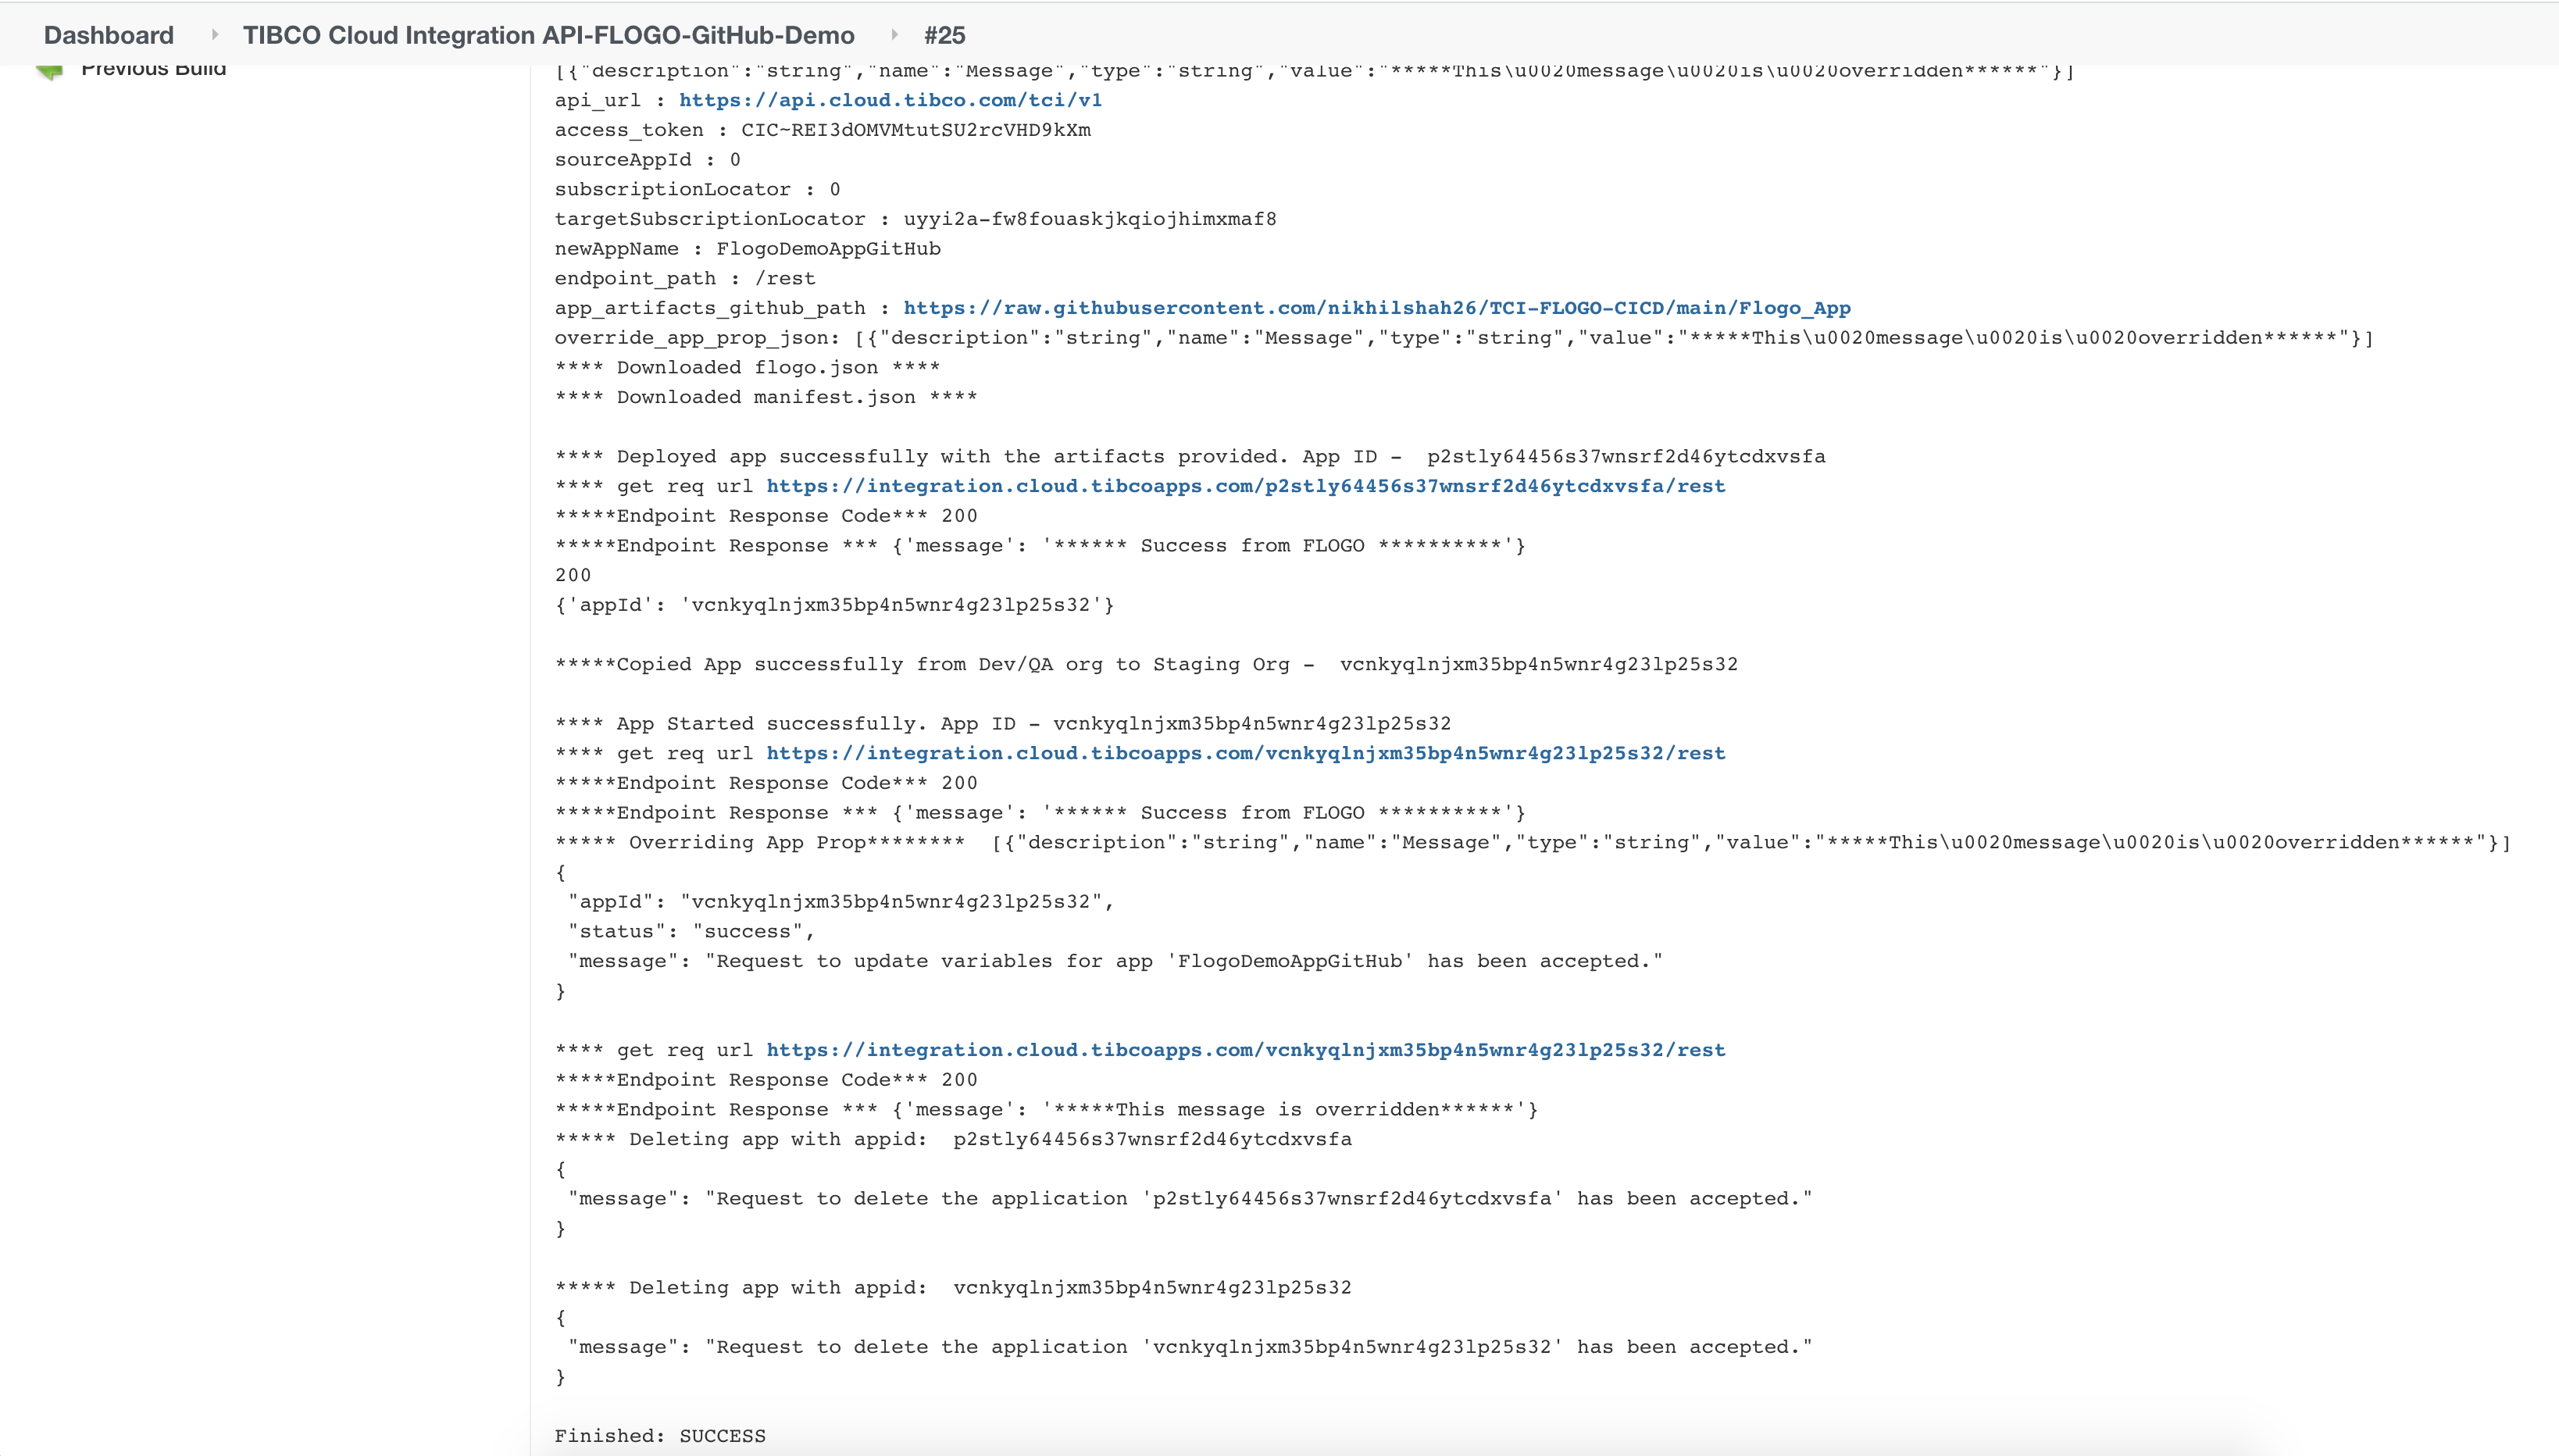 Dashboard TIBCO Cloud Integration API-FLOGO-GitHub-Demo #25
Previous Build
[{"description":"string","name":"Message","type":"string","value":"*****This\u0020message\u0020is\u0020overridden******"}]
api_url : https://api.cloud.tibco.com/tci/v1
access_token : CIC~REI3dOMVMtutSU2rcVHD9kXm
sourceAppId : 0
subscriptionLocator : 0
targetSubscriptionLocator : uyyi2a-fw8fouaskjkqiojhimxmaf8
newAppName : FlogoDemoAppGitHub
endpoint_path : /rest
app_artifacts_github_path : https://raw.githubusercontent.com/nikhilshah26/TCI-FLOGO-CICD/main/Flogo_App
override_app_prop_json: [{"description":"string","name":"Message","type":"string","value":"*****This\u0020message\u0020is\u0020overridden******"}]
**** Downloaded flogo.json ****
**** Downloaded manifest.json ****
**** Deployed app successfully with the artifacts provided. App ID -  p2stly64456s37wnsrf2d46ytcdxvsfa
**** get req url https://integration.cloud.tibcoapps.com/p2stly64456s37wnsrf2d46ytcdxvsfa/rest
*****Endpoint Response Code*** 200
*****Endpoint Response *** {'message': '****** Success from FLOGO **********'}
200
{'appId': 'vcnkyqlnjxm35bp4n5wnr4g23lp25s32'}
*****Copied App successfully from Dev/QA org to Staging Org -  vcnkyqlnjxm35bp4n5wnr4g23lp25s32
**** App Started successfully. App ID - vcnkyqlnjxm35bp4n5wnr4g23lp25s32
**** get req url https://integration.cloud.tibcoapps.com/vcnkyqlnjxm35bp4n5wnr4g23lp25s32/rest
*****Endpoint Response Code*** 200
*****Endpoint Response *** {'message': '****** Success from FLOGO **********'}
***** Overriding App Prop********  [{"description":"string","name":"Message","type":"string","value":"*****This\u0020message\u0020is\u0020overridden******"}]
{
"appId": "vcnkyqlnjxm35bp4n5wnr4g23lp25s32",
"status": "success",
"message": "Request to update variables for app 'FlogoDemoAppGitHub' has been accepted."
}
**** get req url https://integration.cloud.tibcoapps.com/vcnkyqlnjxm35bp4n5wnr4g23lp25s32/rest
*****Endpoint Response Code*** 200
*****Endpoint Response *** {'message': '*****This message is overridden******'}
***** Deleting app with appid:  p2stly64456s37wnsrf2d46ytcdxvsfa
{
"message": "Request to delete the application 'p2stly64456s37wnsrf2d46ytcdxvsfa' has been accepted."
}
***** Deleting app with appid:  vcnkyqlnjxm35bp4n5wnr4g23lp25s32
{
"message": "Request to delete the application 'vcnkyqlnjxm35bp4n5wnr4g23lp25s32' has been accepted."
}
Finished: SUCCESS